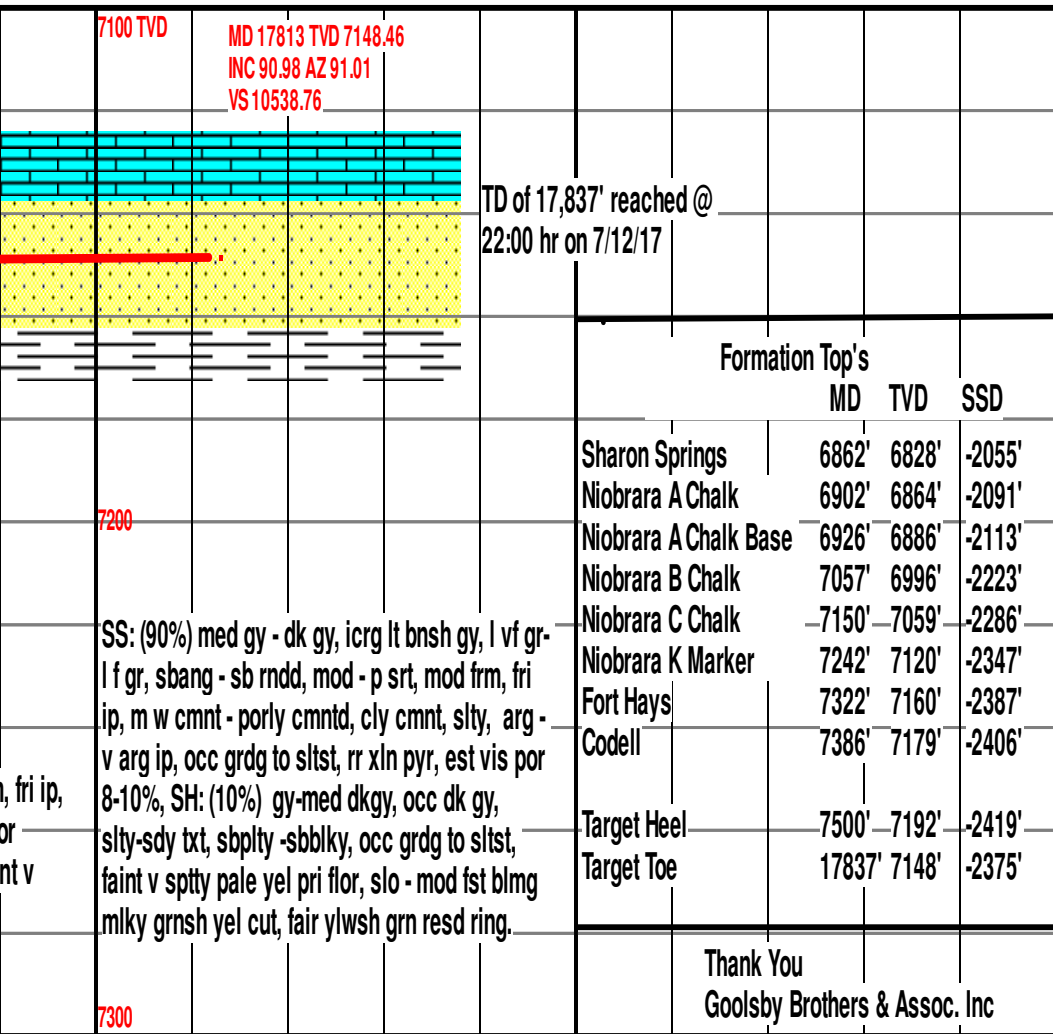 7100 TVD
MD 17813 TVD 7148.46
INC 90.98 AZ 91.01
VS 10538.76
TD of 17,837' reached @
22:00 hr on 7/12/17
Formation Top's
MD TVD SSD
Sharon Springs 6862' 6828' -2055'
Niobrara A Chalk 6902' 6864' -2091'
Niobrara A Chalk Base 6926' 6886' -2113'
Niobrara B Chalk 7057' 6996' -2223'
Niobrara C Chalk 7150' 7059' -2286'
Niobrara K Marker 7242' 7120' -2347'
Fort Hays 7322' 7160' -2387'
Codell 7386' 7179' -2406'
Target Heel 7500' 7192' -2419'
Target Toe 17837' 7148' -2375'
7200
SS: (90%) med gy - dk gy, icrg lt bnsh gy, l vf gr-
l f gr, sbang - sb rndd, mod - p srt, mod frm, fri
ip, m w cmnt - porly cmntd, cly cmnt, slty, arg -
v arg ip, occ grdg to sltst, rr xln pyr, est vis por
8-10%, SH: (10%) gy-med dkgy, occ dk gy,
slty-sdy txt, sbplty -sbblky, occ grdg to sltst,
faint v sptty pale yel pri flor, slo - mod fst blmg
mlky grnsh yel cut, fair ylwsh grn resd ring.
, fri ip,
or
nt v
7300
Thank You
Goolsby Brothers & Assoc. Inc